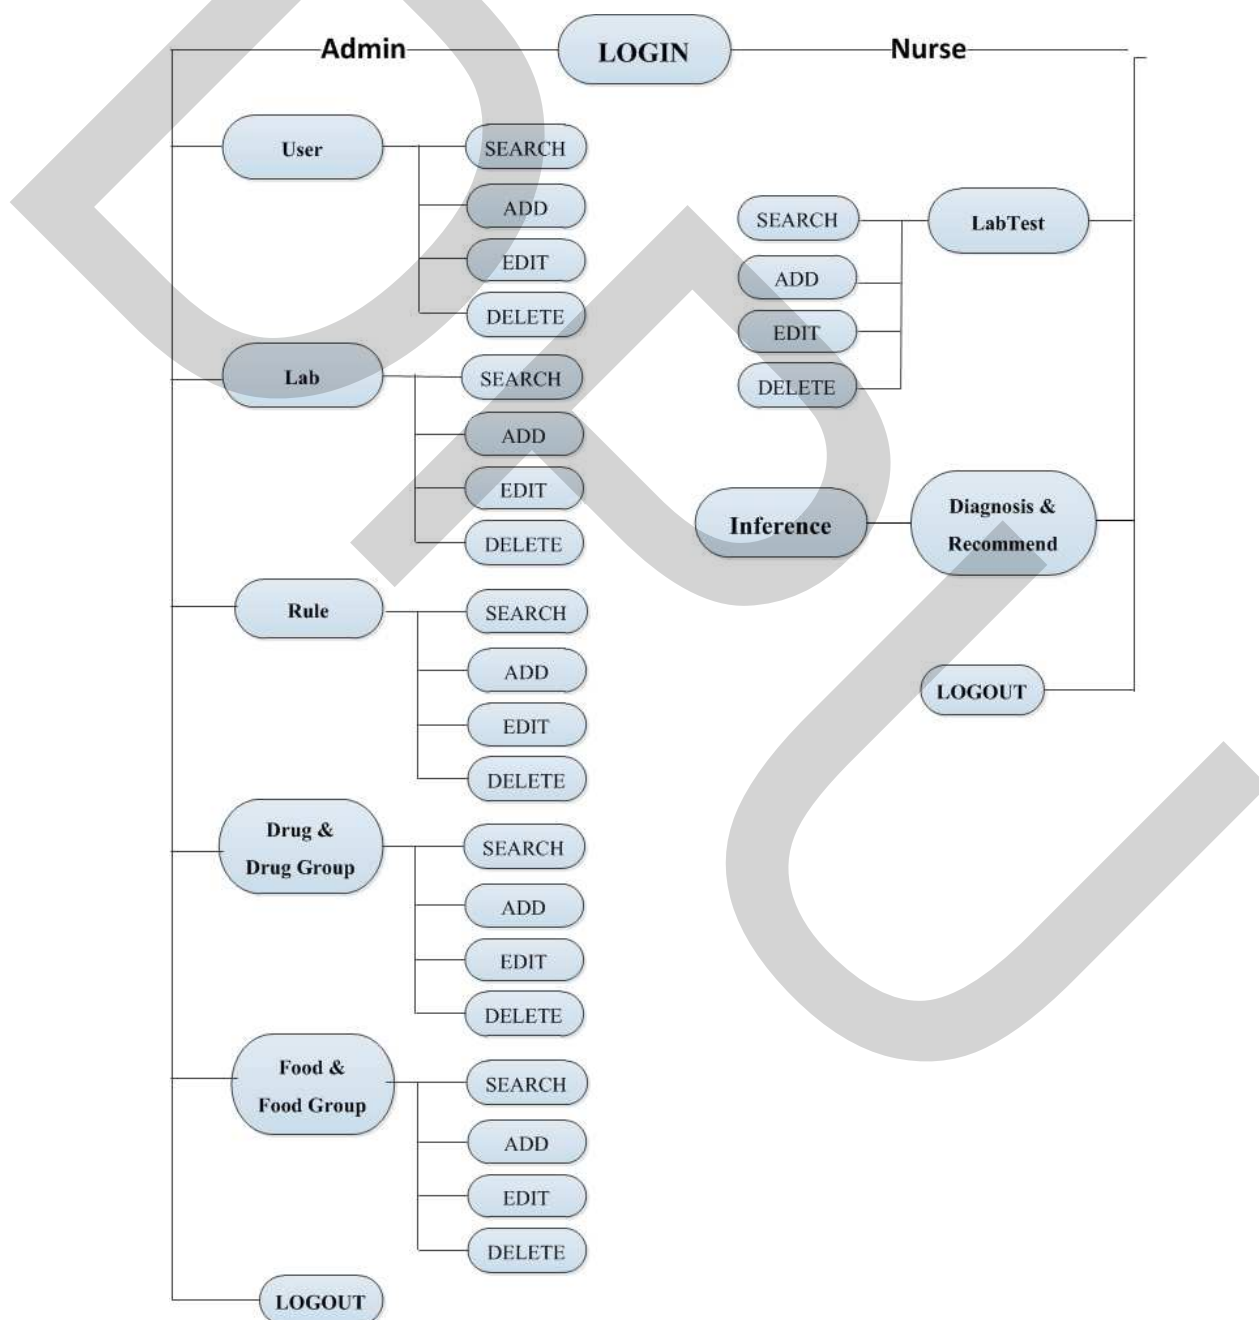 Admin
LOGIN
Nurse
User
SEARCH
ADD
EDIT
DELETE
Lab
SEARCH
ADD
EDIT
DELETE
Rule
SEARCH
ADD
EDIT
DELETE
Drug &
Drug Group
SEARCH
ADD
EDIT
DELETE
Food &
Food Group
SEARCH
ADD
EDIT
DELETE
LOGOUT
LabTest
SEARCH
ADD
EDIT
DELETE
Diagnosis &
Recommend
Inference
LOGOUT
DPU